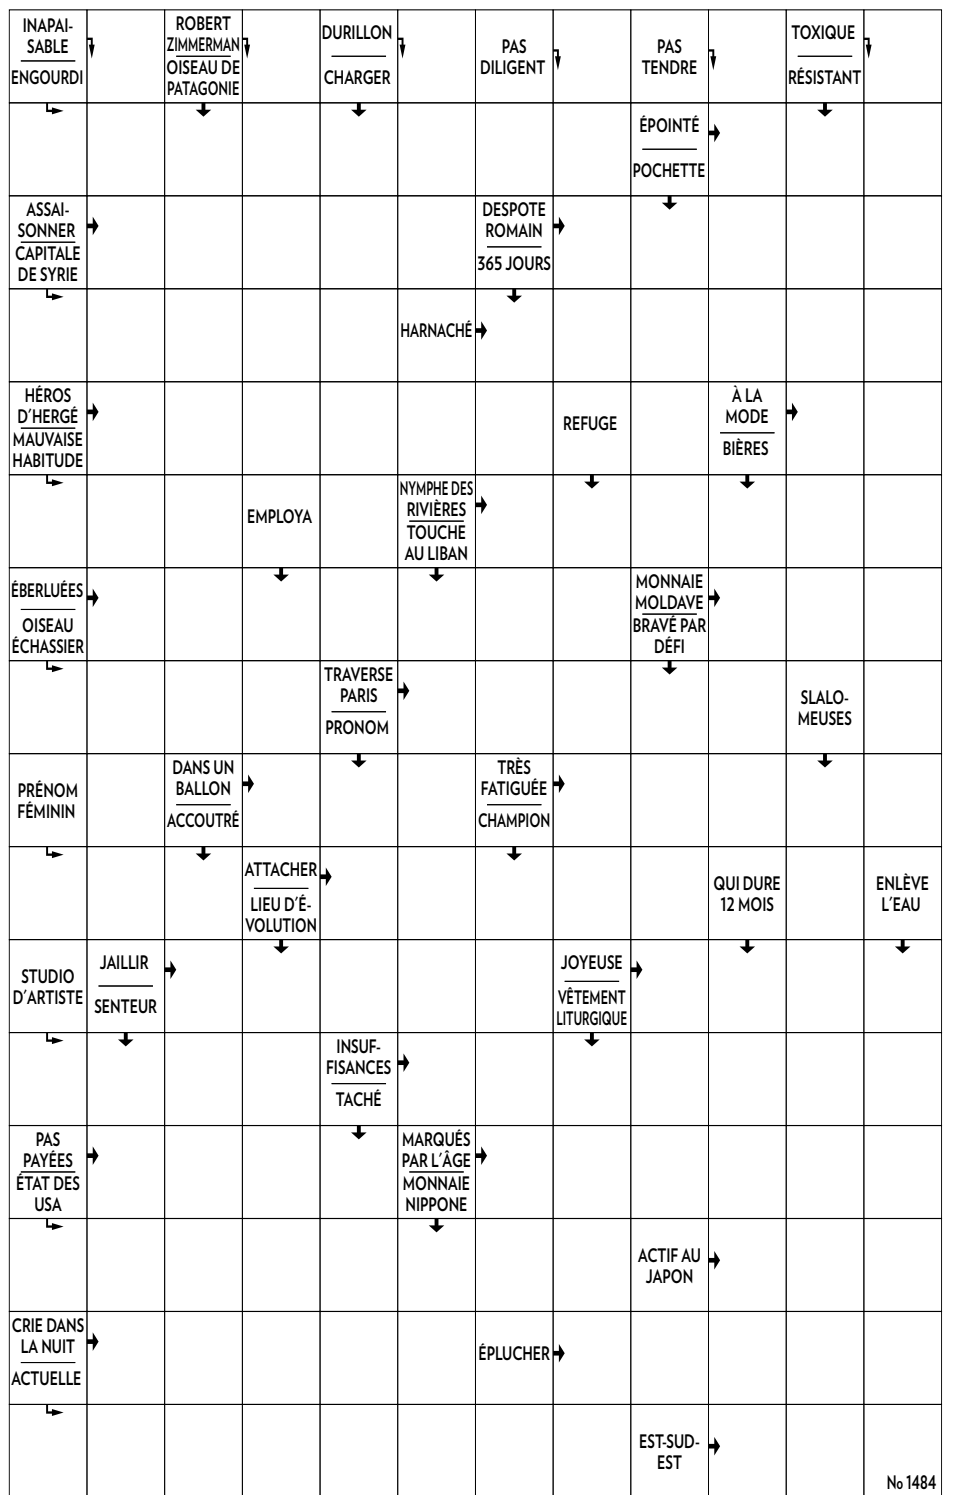 INAPAI-
SABLE
ENGOURDI
ROBERT
ZIMMERMAN
OISEAU DE
PATAGONIE
DURILLON
CHARGER
PAS
DILIGENT
PAS
TENDRE
TOXIQUE
RÉSISTANT
ÉPOINTÉ
POCHETTE
ASSAI-
SONNER
CAPITALE
DE SYRIE
DESPOTE
ROMAIN
365 JOURS
HARNACHÉ
HÉROS
D'HERGÉ
MAUVAISE
HABITUDE
REFUGE
À LA
MODE
BIÈRES
EMPLOYA
NYMPHE DES
RIVIÈRES
TOUCHE
AU LIBAN
ÉBERLUÉES
OISEAU
ÉCHASSIER
MONNAIE
MOLDAVE
BRAVÉ PAR
DÉFI
TRAVERSE
PARIS
PRONOM
SLALO-
MEUSES
PRÉNOM
FÉMININ
DANS UN
BALLON
ACCOUTRÉ
TRÈS
FATIGUÉE
CHAMPION
ATTACHER
LIEU D'É-
VOLUTION
QUI DURE
12 MOIS
ENLÈVE
L'EAU
STUDIO
D'ARTISTE
JAILLIR
SENTEUR
JOYEUSE
VÊTEMENT
LITURGIQUE
INSUF-
FISANCES
TACHÉ
PAS
PAYÉES
ÉTAT DES
USA
MARQUÉS
PAR L'ÂGE
MONNAIE
NIPPONE
ACTIF AU
JAPON
CRIE DANS
LA NUIT
ACTUELLE
ÉPLUCHER
EST-SUD-
EST
No 1484